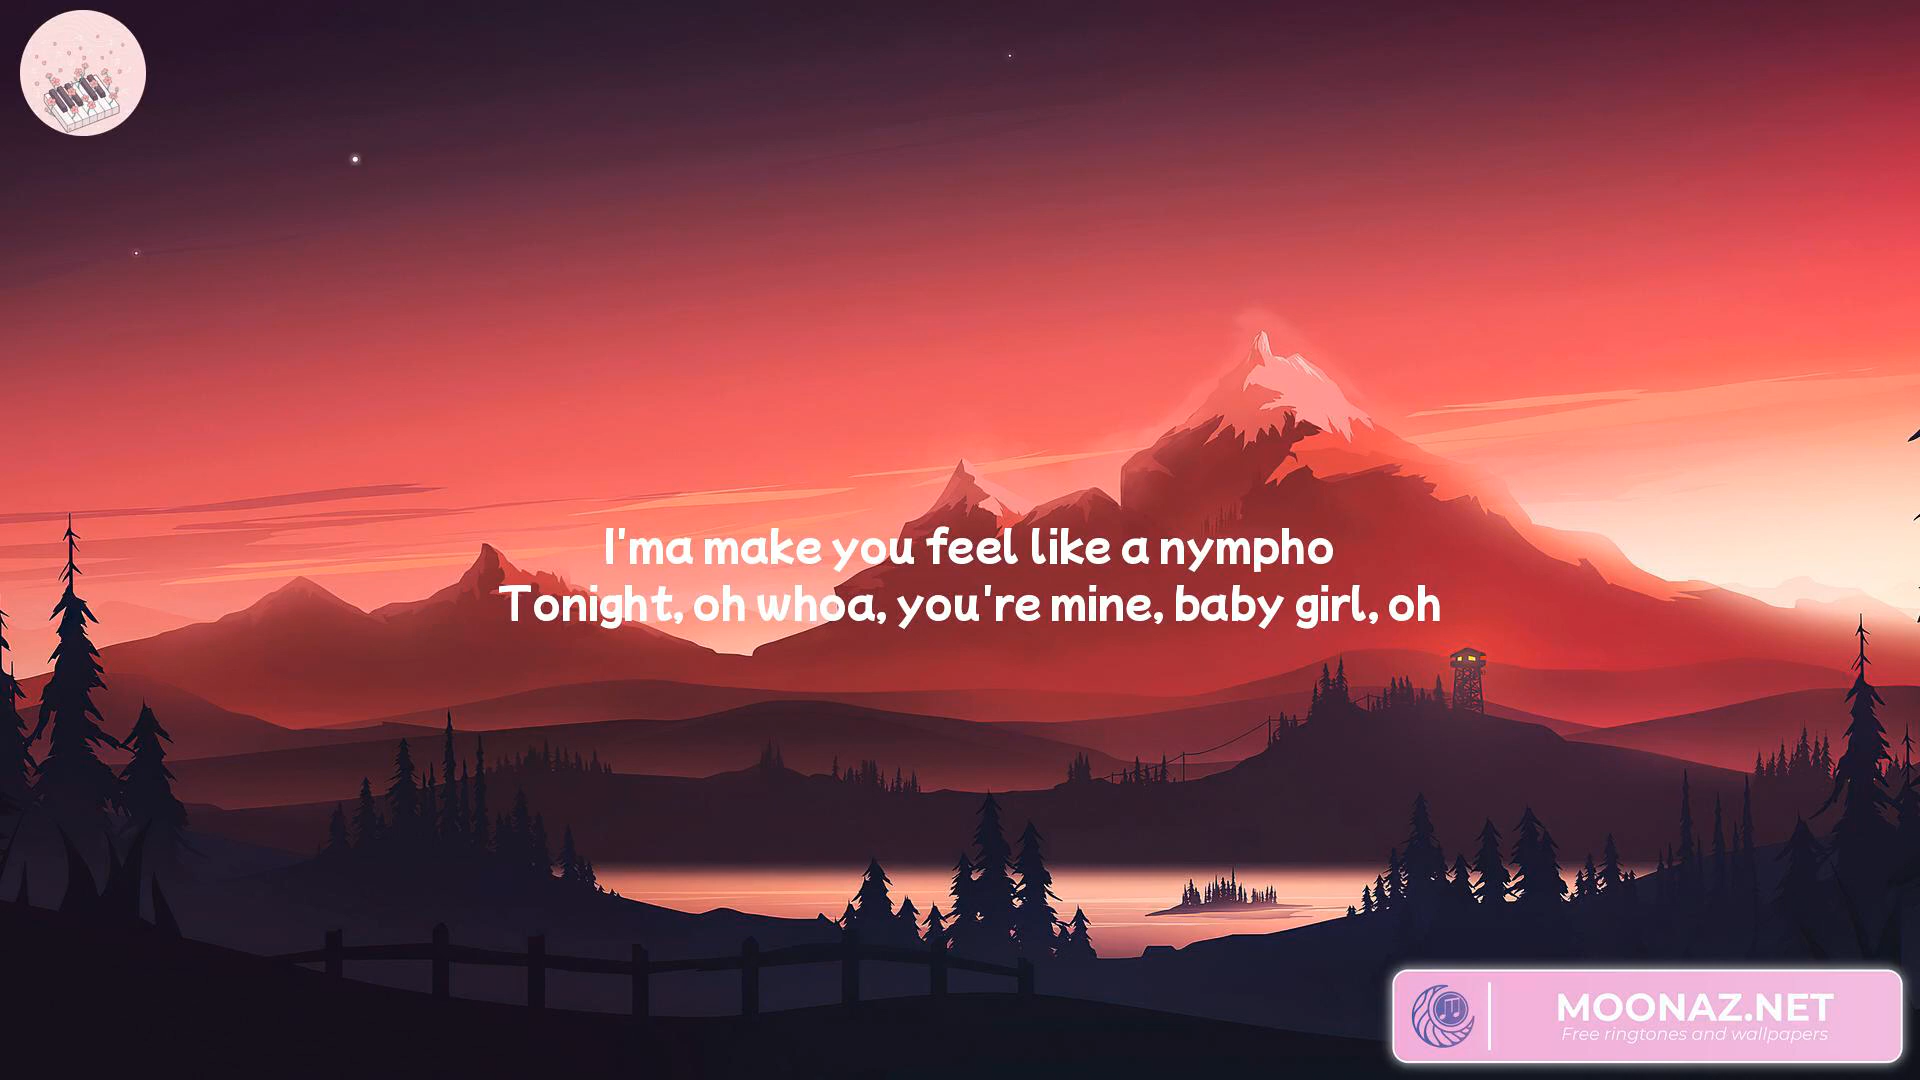 I'ma make you feel like a nympho
Tonight, oh whoa, you're mine, baby girl, oh
MOONAZ.NET
Free ringtones and wallpapers